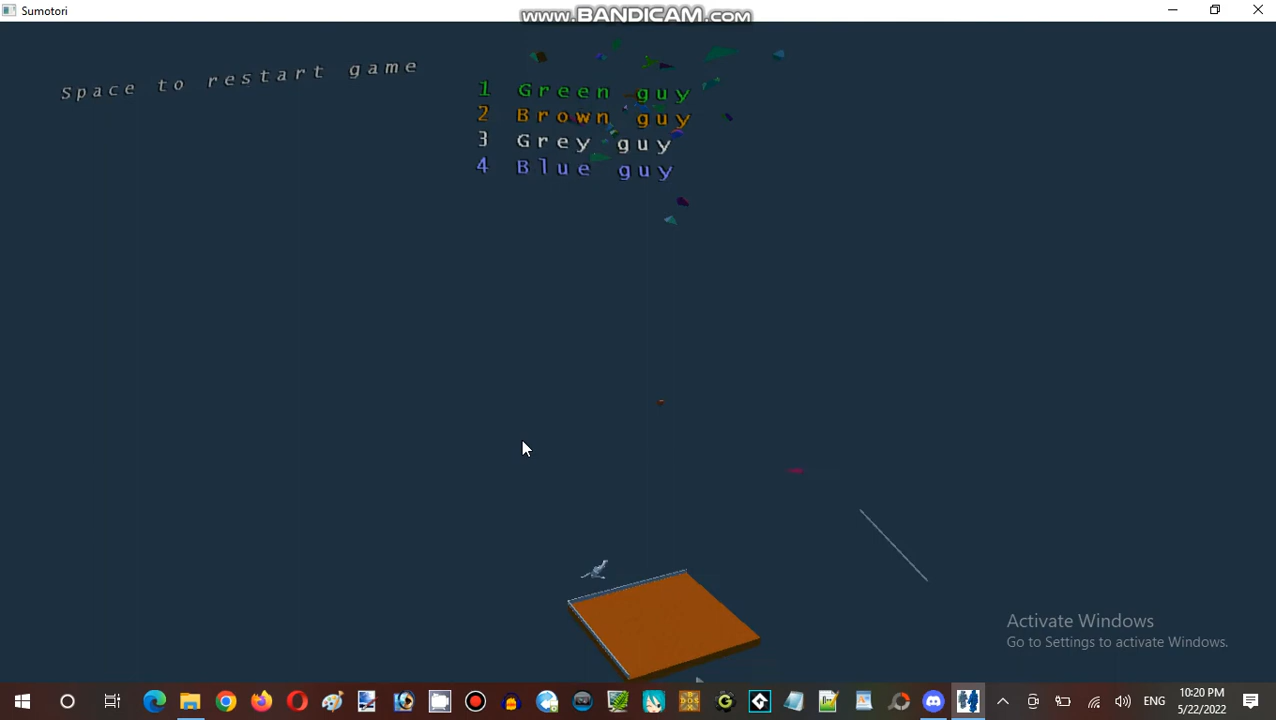 Sumotori
www.BANDICAM.com
Space to restart game
1 Green guy
2 Brown guy
3 Grey guy
4 Blue guy
Activate Windows
Go to Settings to activate Windows.
ENG
10:20 PM
5/22/2022